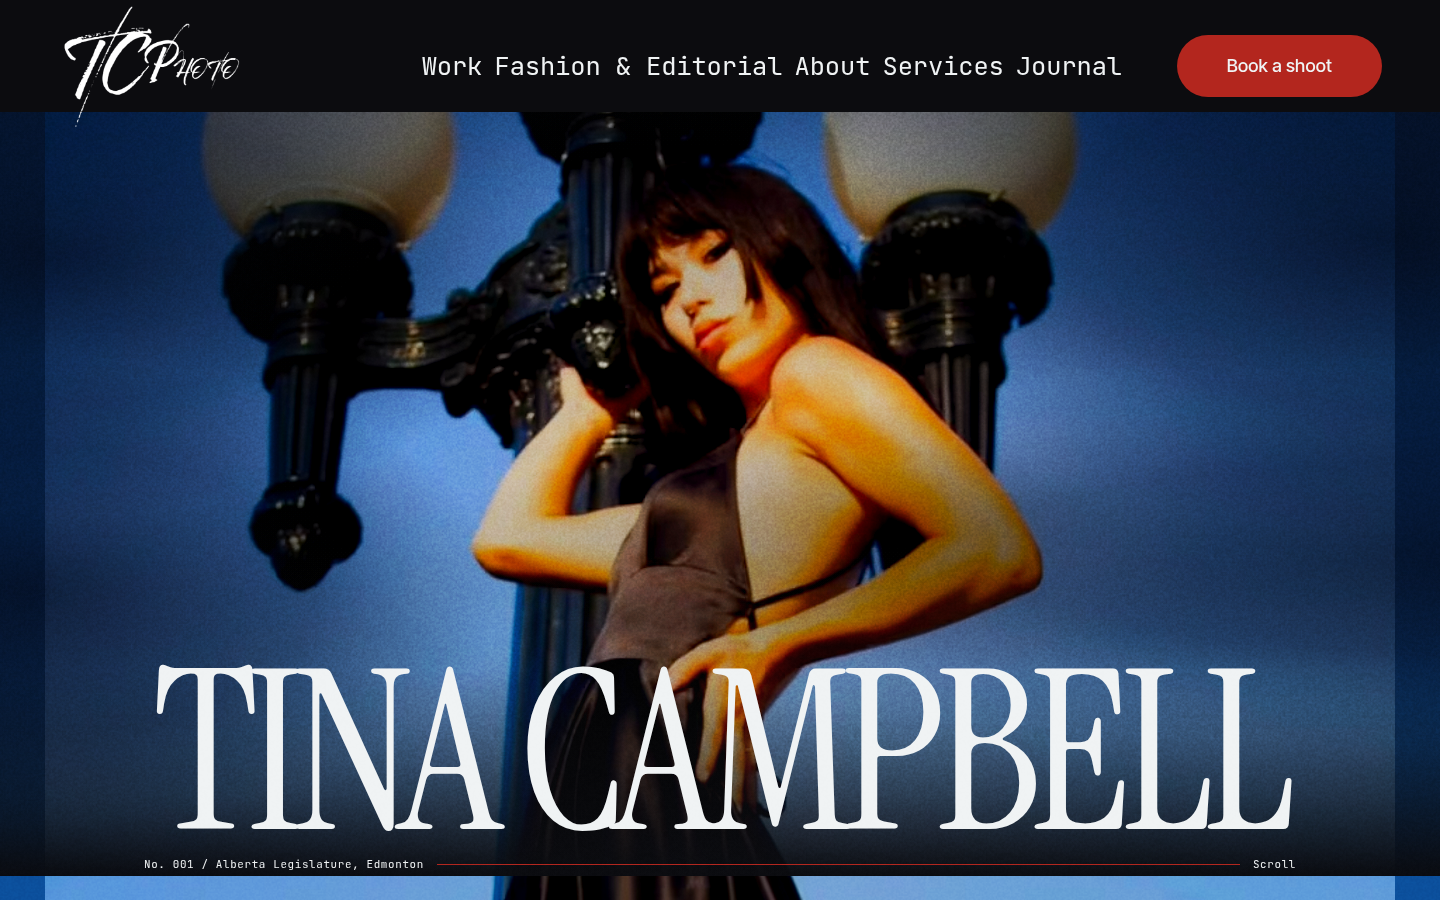 TCPHOTO
Work Fashion & Editorial About Services Journal
Book a shoot
TINA CAMPBELL
No. 001 / Alberta Legislature, Edmonton
Scroll